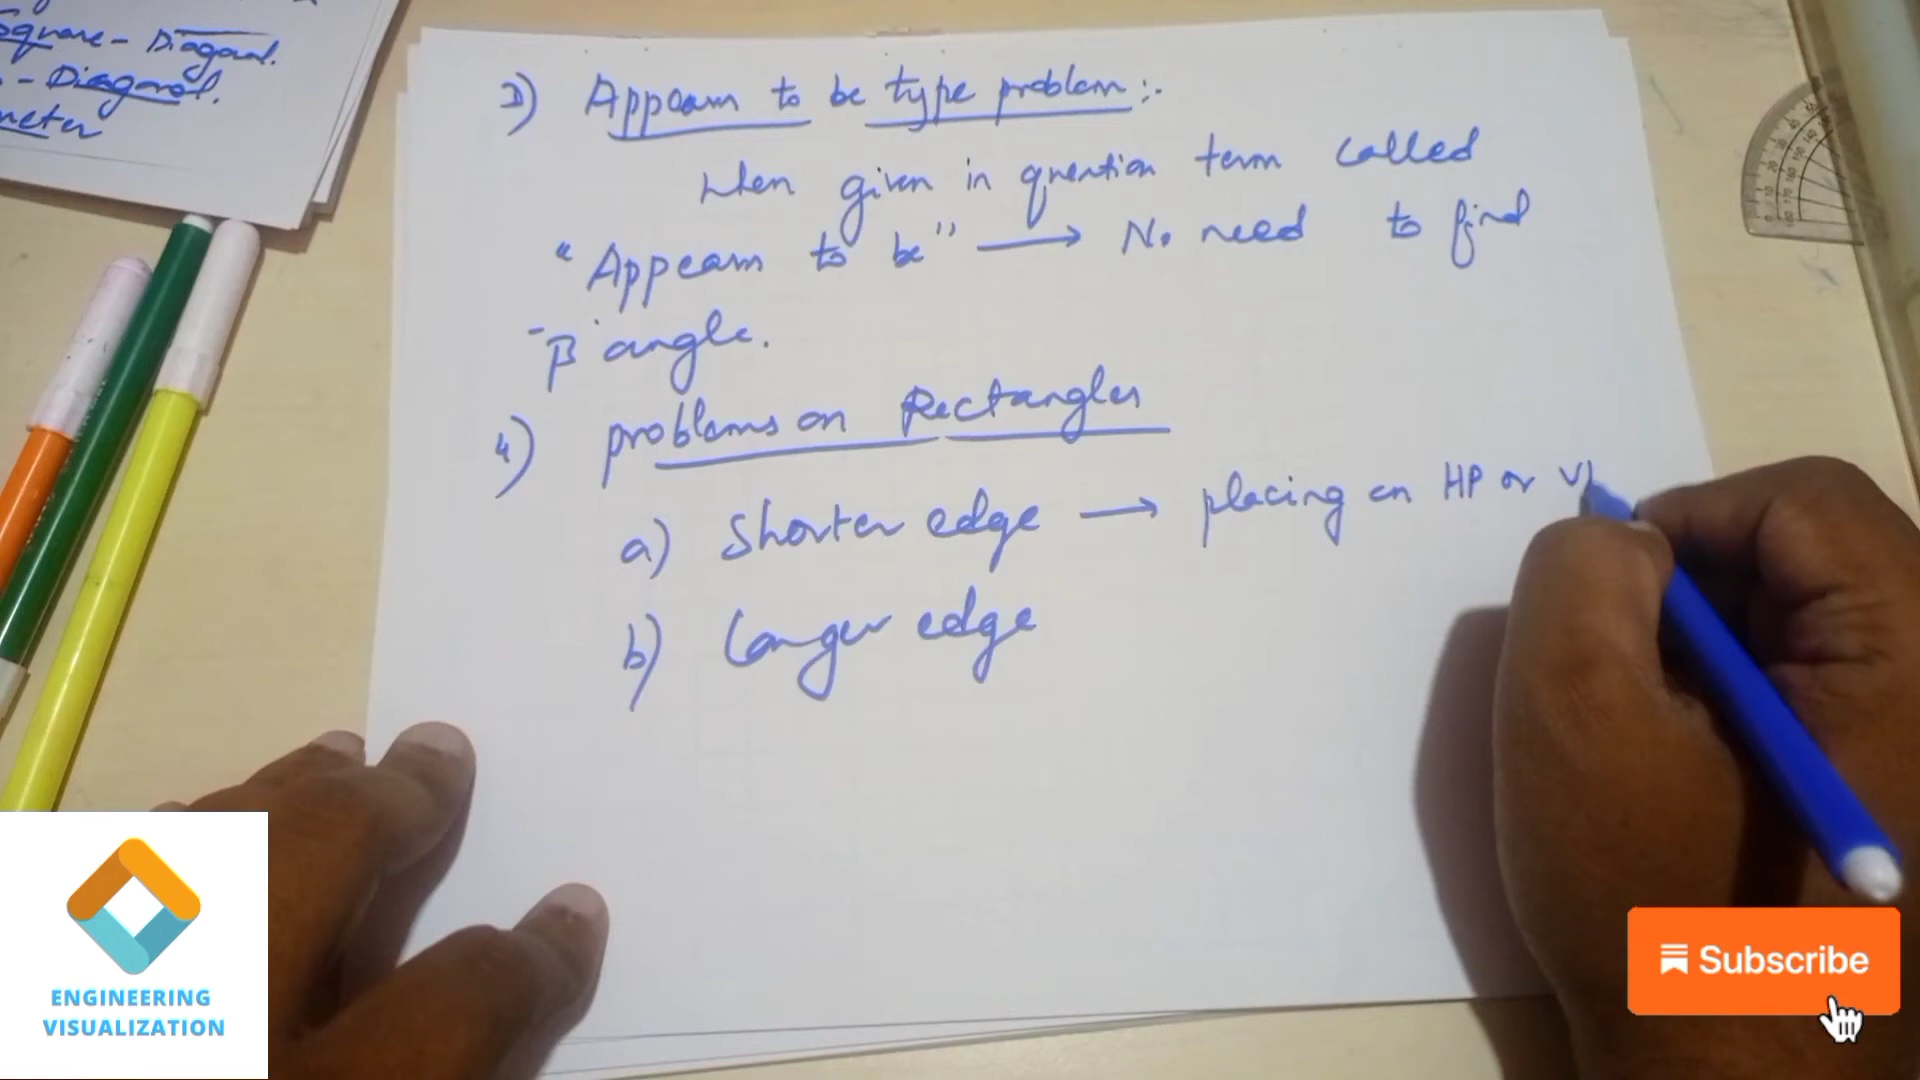 Square - Diagonal.
- Diagonal.
meter
3) Appears to be type problem :-
When given in question term called
"Appears to be" → No need to find
β angle.
4) problems on Rectangles
a) Shorter edge → placing on HP or V
b) Longer edge
ENGINEERING
VISUALIZATION
Subscribe